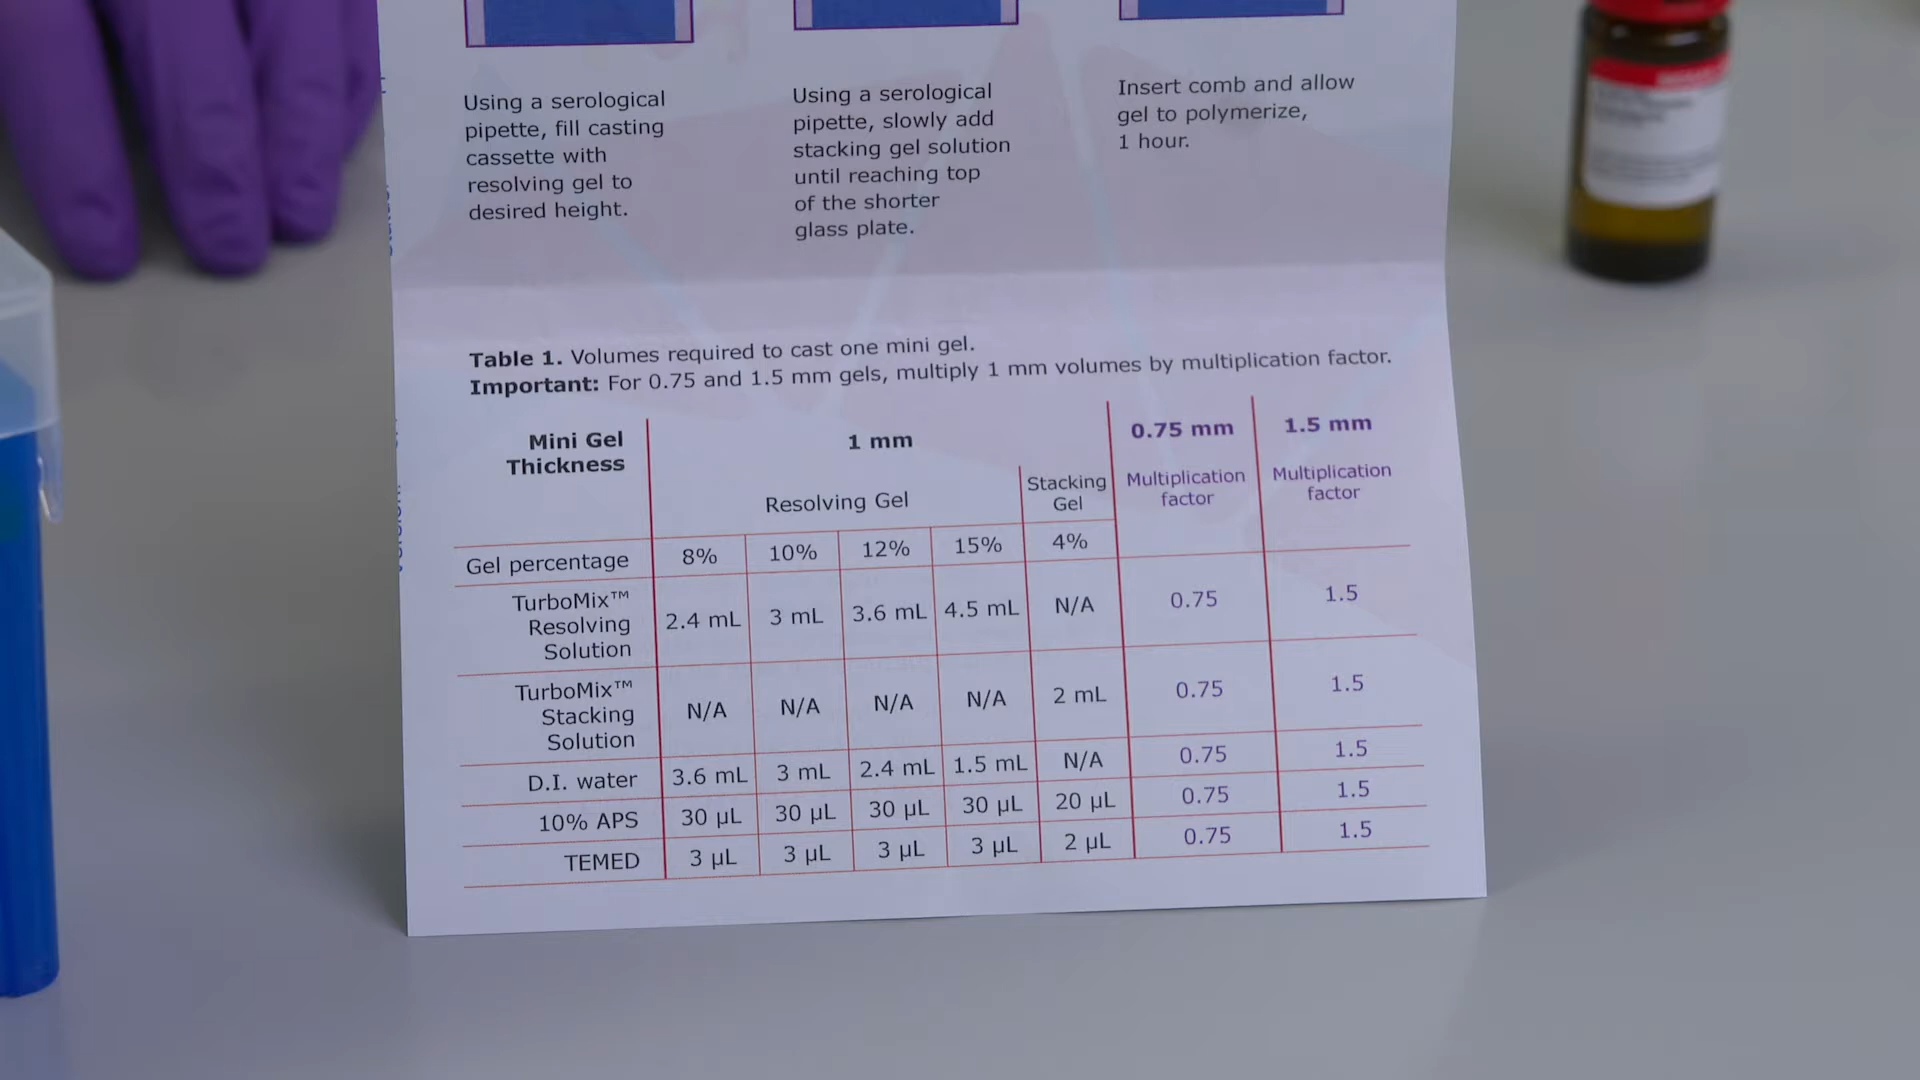 Using a serological
pipette, fill casting
cassette with
resolving gel to
desired height.
Using a serological
pipette, slowly add
stacking gel solution
until reaching top
of the shorter
glass plate.
Insert comb and allow
gel to polymerize,
1 hour.
Table 1. Volumes required to cast one mini gel.
Important: For 0.75 and 1.5 mm gels, multiply 1 mm volumes by multiplication factor.
Mini Gel
Thickness
1 mm
0.75 mm
1.5 mm
Resolving Gel
Stacking
Gel
Multiplication
factor
Multiplication
factor
Gel percentage 8% 10% 12% 15% 4%
TurboMix™
Resolving
Solution
2.4 mL 3 mL 3.6 mL 4.5 mL N/A 0.75 1.5
TurboMix™
Stacking
Solution
N/A N/A N/A N/A 2 mL 0.75 1.5
D.I. water 3.6 mL 3 mL 2.4 mL 1.5 mL N/A 0.75 1.5
10% APS 30 µL 30 µL 30 µL 30 µL 20 µL 0.75 1.5
TEMED 3 µL 3 µL 3 µL 3 µL 2 µL 0.75 1.5